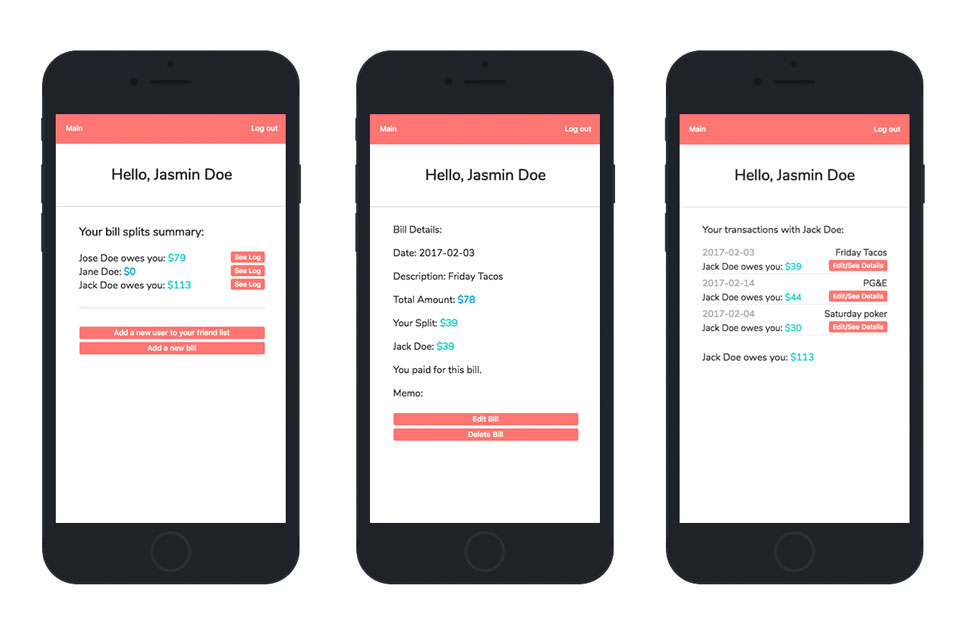 Main Log out
Hello, Jasmin Doe
Your bill splits summary:
Jose Doe owes you: $79 See Log
Jane Doe: $0 See Log
Jack Doe owes you: $113 See Log
Add a new user to your friend list
Add a new bill
Main Log out
Hello, Jasmin Doe
Bill Details:
Date: 2017-02-03
Description: Friday Tacos
Total Amount: $78
Your Split: $39
Jack Doe: $39
You paid for this bill.
Memo:
Edit Bill
Delete Bill
Main Log out
Hello, Jasmin Doe
Your transactions with Jack Doe:
2017-02-03 Friday Tacos
Jack Doe owes you: $39 Edit/See Details
2017-02-14 PG&E
Jack Doe owes you: $44 Edit/See Details
2017-02-04 Saturday poker
Jack Doe owes you: $30 Edit/See Details
Jack Doe owes you: $113